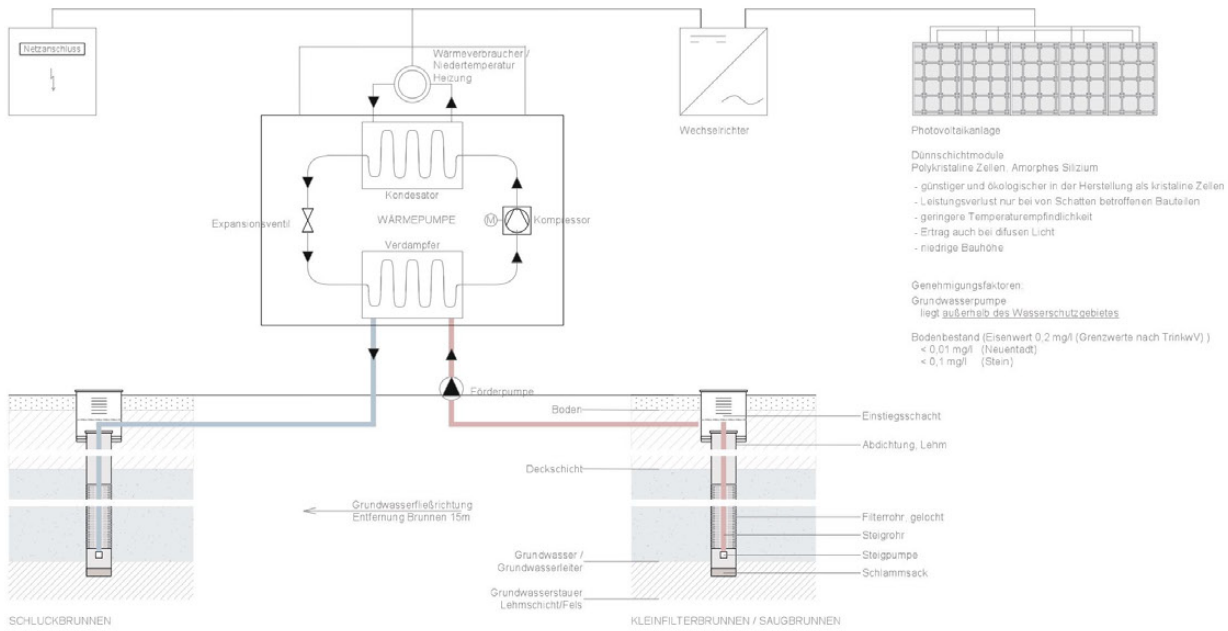 Netzanschluss
Wärmeverbraucher /
Niedertemperatur
Heizung
Wechselrichter
Photovoltaikanlage
Dünnschichtmodule
Polykristaline Zellen, Amorphes Silizium
- günstiger und ökologischer in der Herstellung als kristaline Zellen
- Leistungsverlust nur bei von Schatten betroffenen Bauteilen
- geringere Temperaturempfindlichkeit
- Ertrag auch bei difusen Licht
- niedrige Bauhöhe
Kondesator
Expansionsventil
WÄRMEPUMPE
M
Kompressor
Verdampfer
Genehmigungsfaktoren:
Grundwasserpumpe
liegt außerhalb des Wasserschutzgebietes
Bodenbestand (Eisenwert 0,2 mg/l (Grenzwerte nach TrinkwV) )
< 0,01 mg/l (Neuentadt)
< 0,1 mg/l (Stein)
Förderpumpe
Boden
Einstiegsschacht
Abdichtung, Lehm
Deckschicht
Grundwasserfließrichtung
Entfernung Brunnen 15m
Filterrohr, gelocht
Steigrohr
Grundwasser /
Grundwasserleiter
Steigpumpe
Schlammsack
Grundwasserstauer
Lehmschicht/Fels
SCHLUCKBRUNNEN
KLEINFILTERBRUNNEN / SAUGBRUNNEN